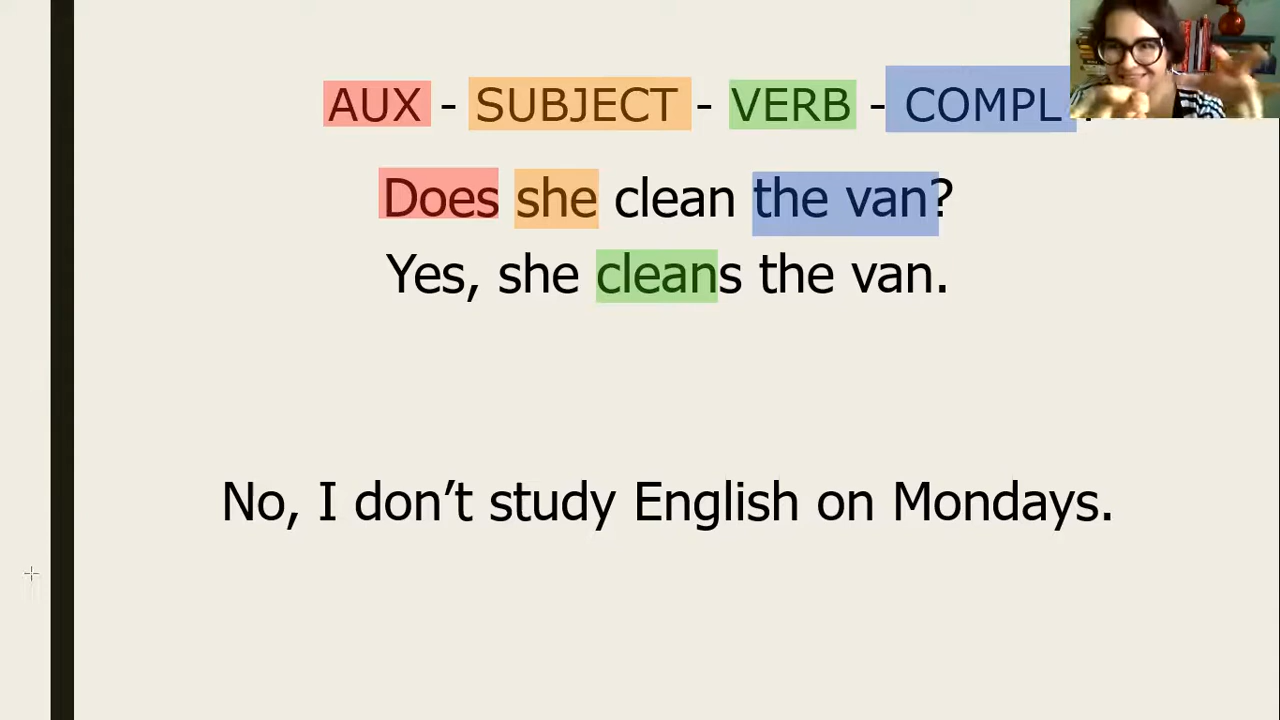 AUX - SUBJECT - VERB - COMPL
Does she clean the van?
Yes, she cleans the van.
No, I don’t study English on Mondays.